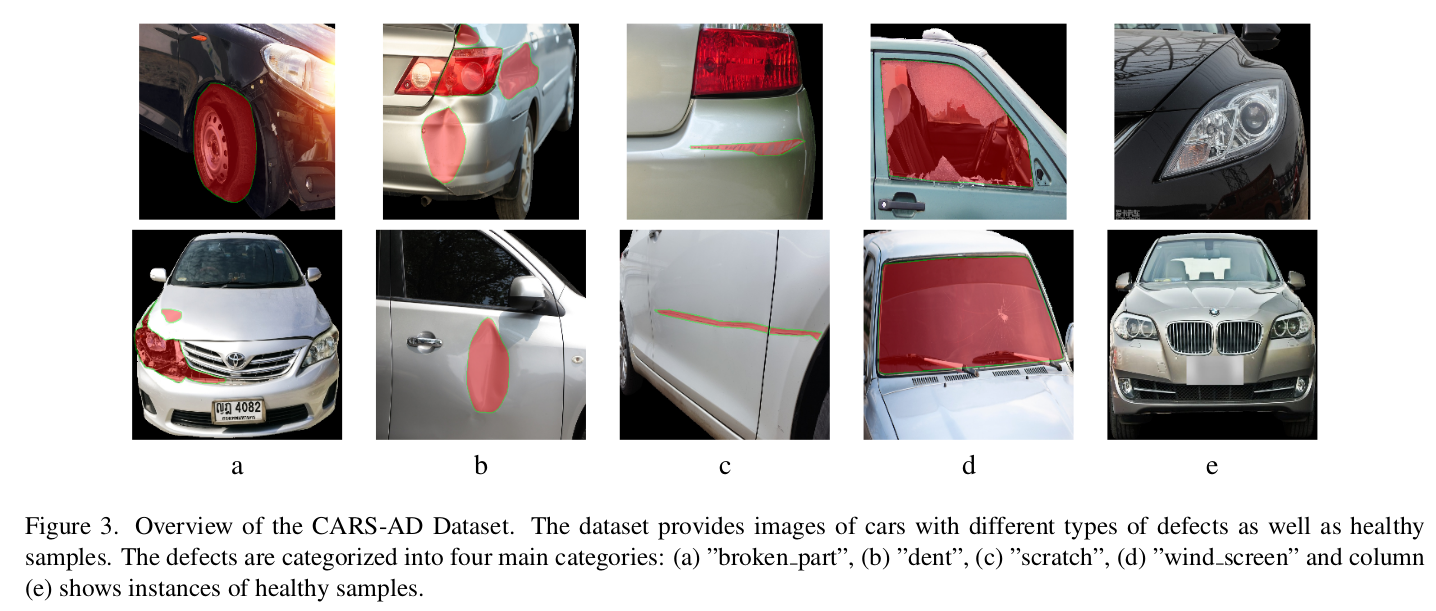 ญฎ 4082
a b c d e
Figure 3. Overview of the CARS-AD Dataset. The dataset provides images of cars with different types of defects as well as healthy
samples. The defects are categorized into four main categories: (a) ”broken_part”, (b) ”dent”, (c) ”scratch”, (d) ”wind_screen” and column
(e) shows instances of healthy samples.